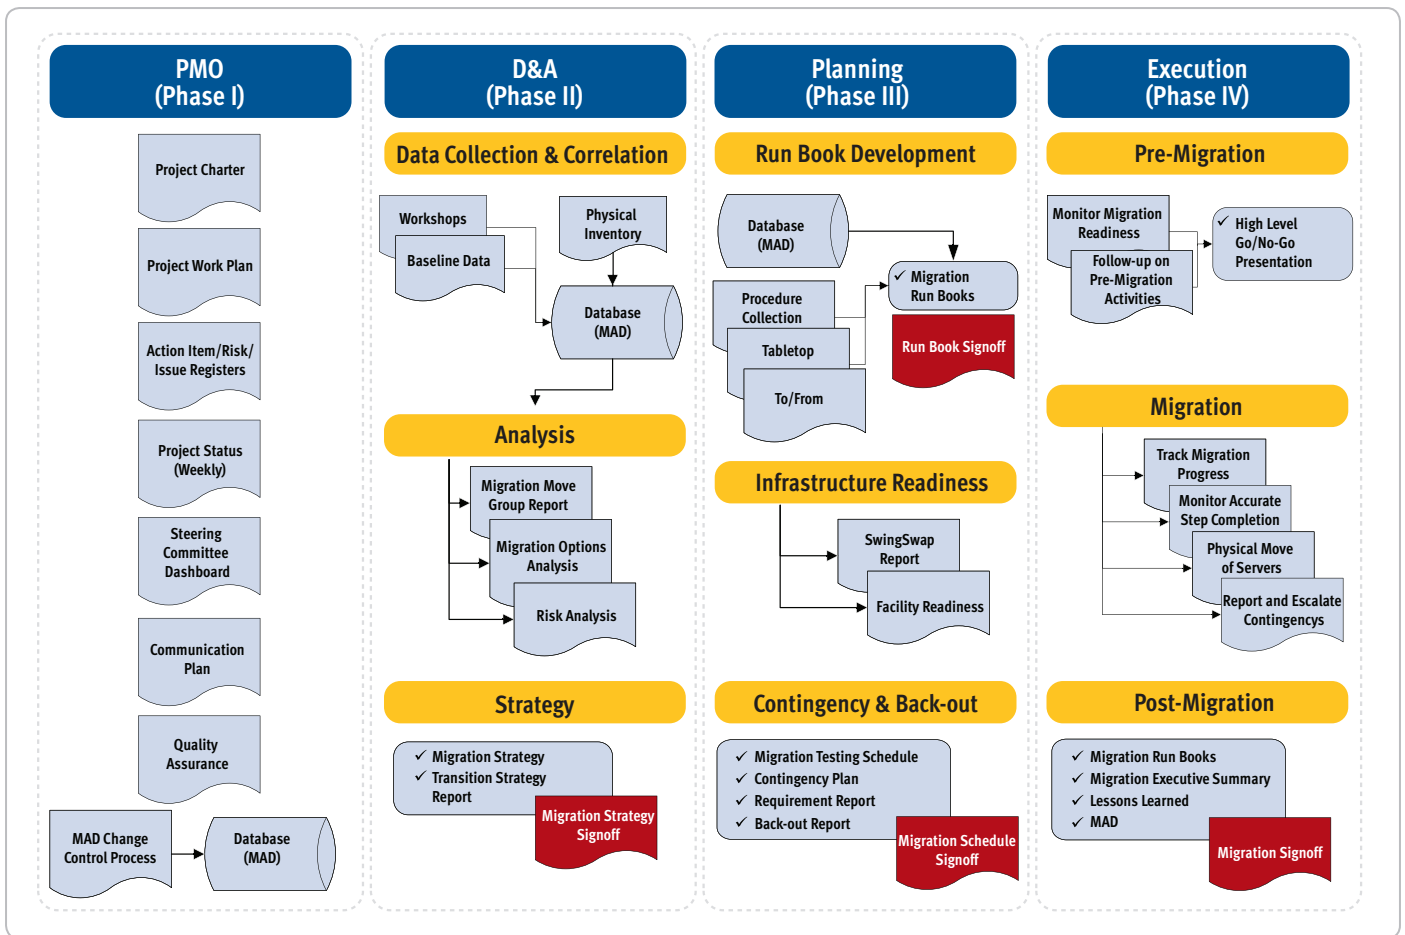 PMO
(Phase I)
Project Charter
Project Work Plan
Action Item/Risk/
Issue Registers
Project Status
(Weekly)
Steering
Committee
Dashboard
Communication
Plan
Quality
Assurance
MAD Change
Control Process
Database
(MAD)
D&A
(Phase II)
Data Collection & Correlation
Workshops
Baseline Data
Physical
Inventory
Database
(MAD)
Analysis
Migration Move
Group Report
Migration Options
Analysis
Risk Analysis
Strategy
✓ Migration Strategy
✓ Transition Strategy
Report
Migration Strategy
Signoff
Planning
(Phase III)
Run Book Development
Database
(MAD)
✓ Migration
Run Books
Procedure
Collection
Tabletop
To/From
Run Book Signoff
Infrastructure Readiness
SwingSwap
Report
Facility Readiness
Contingency & Back-out
✓ Migration Testing Schedule
✓ Contingency Plan
✓ Requirement Report
✓ Back-out Report
Migration Schedule
Signoff
Execution
(Phase IV)
Pre-Migration
Monitor Migration
Readiness
Follow-up on
Pre-Migration
Activities
✓ High Level
Go/No-Go
Presentation
Migration
Track Migration
Progress
Monitor Accurate
Step Completion
Physical Move
of Servers
Report and Escalate
Contingencys
Post-Migration
✓ Migration Run Books
✓ Migration Executive Summary
✓ Lessons Learned
✓ MAD
Migration Signoff